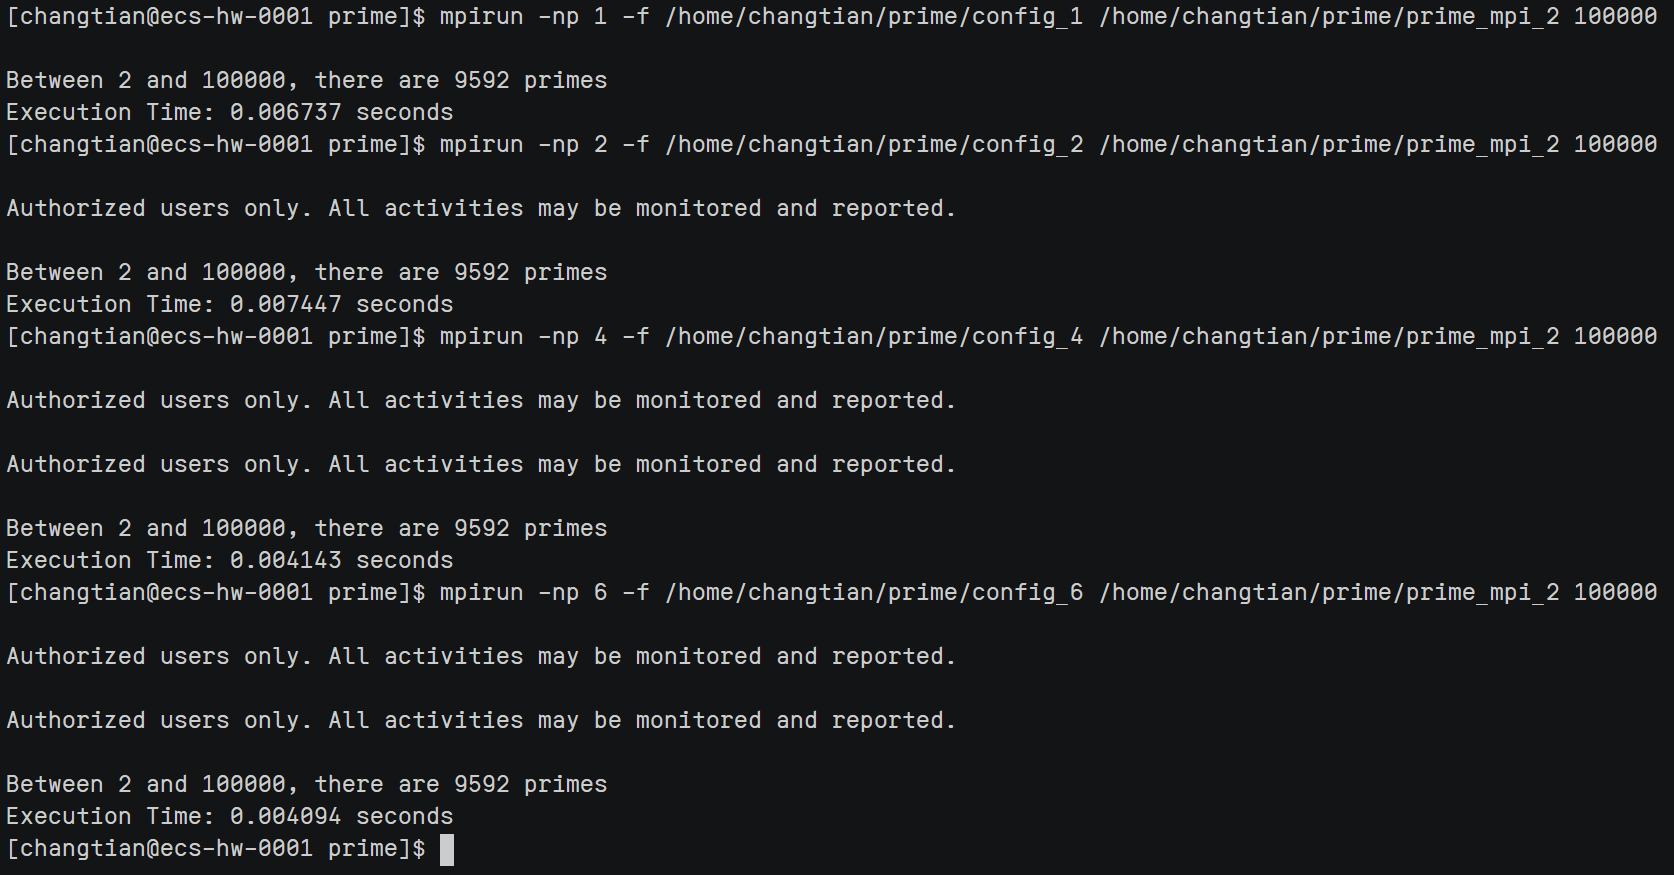 [changtian@ecs-hw-0001 prime]$ mpirun -np 1 -f /home/changtian/prime/config_1 /home/changtian/prime/prime_mpi_2 100000
Between 2 and 100000, there are 9592 primes
Execution Time: 0.006737 seconds
[changtian@ecs-hw-0001 prime]$ mpirun -np 2 -f /home/changtian/prime/config_2 /home/changtian/prime/prime_mpi_2 100000
Authorized users only. All activities may be monitored and reported.
Between 2 and 100000, there are 9592 primes
Execution Time: 0.007447 seconds
[changtian@ecs-hw-0001 prime]$ mpirun -np 4 -f /home/changtian/prime/config_4 /home/changtian/prime/prime_mpi_2 100000
Authorized users only. All activities may be monitored and reported.
Authorized users only. All activities may be monitored and reported.
Between 2 and 100000, there are 9592 primes
Execution Time: 0.004143 seconds
[changtian@ecs-hw-0001 prime]$ mpirun -np 6 -f /home/changtian/prime/config_6 /home/changtian/prime/prime_mpi_2 100000
Authorized users only. All activities may be monitored and reported.
Authorized users only. All activities may be monitored and reported.
Between 2 and 100000, there are 9592 primes
Execution Time: 0.004094 seconds
[changtian@ecs-hw-0001 prime]$